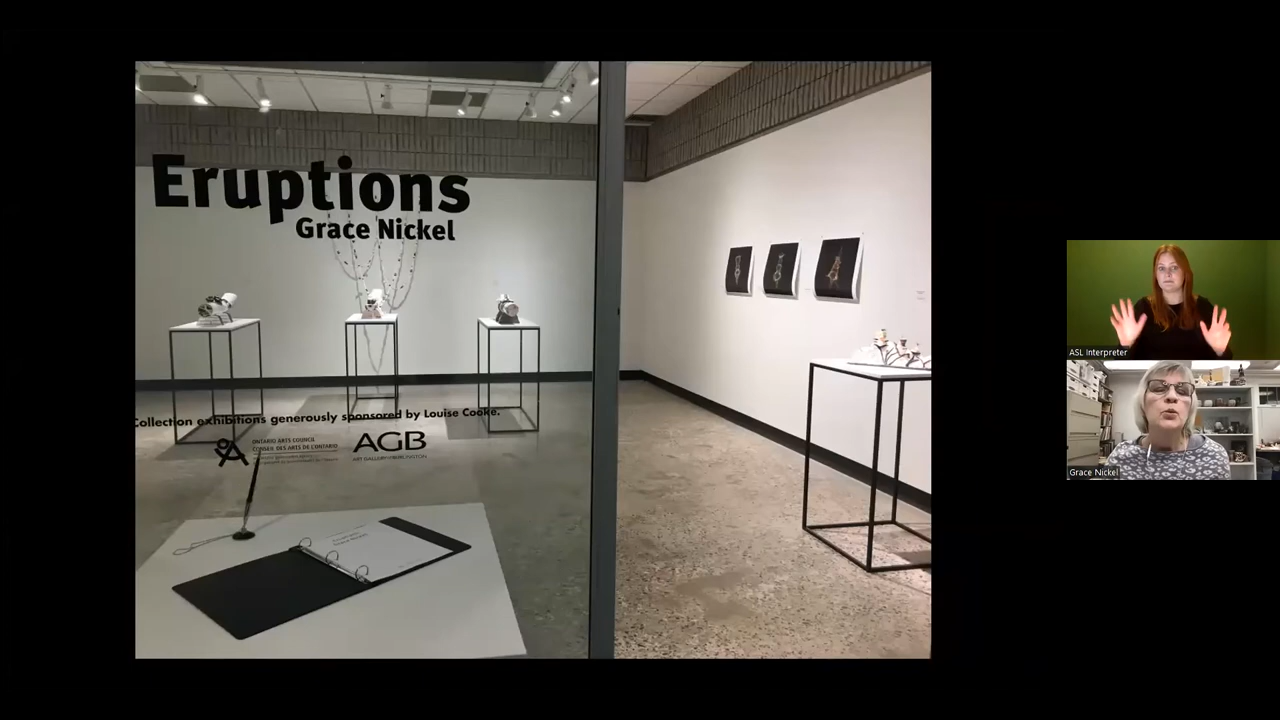 Eruptions
Grace Nickel
Collection exhibitions generously sponsored by Louise Cooke.
ONTARIO ARTS COUNCIL
CONSEIL DES ARTS DE L'ONTARIO
AGB
ART GALLERY OF BURLINGTON
ASL Interpreter
Grace Nickel